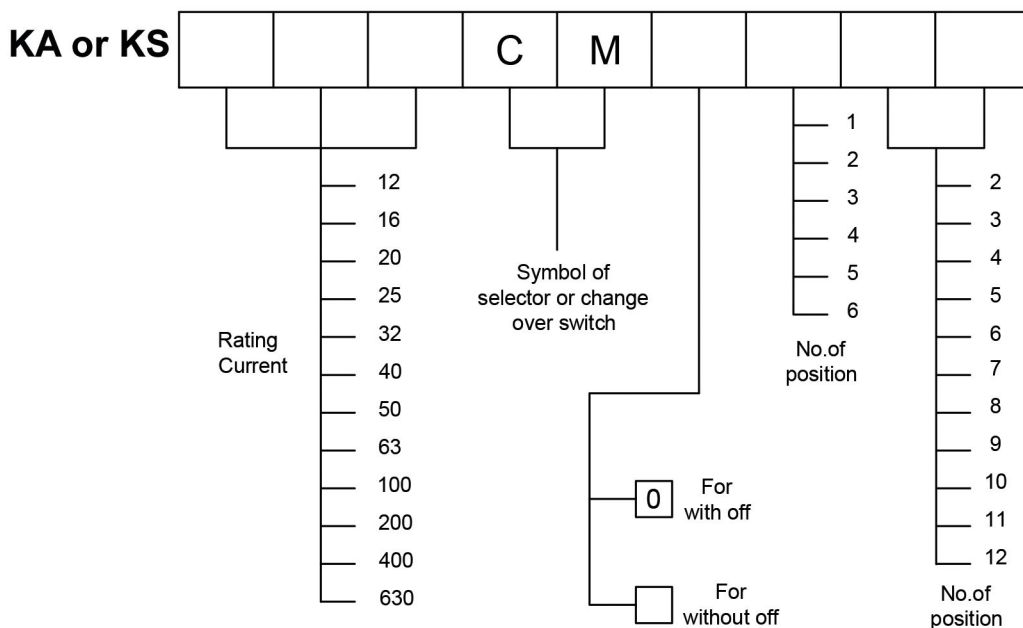 KA or KS
C M
12
16
20
25
32
40
50
63
100
200
400
630
Rating
Current
Symbol of
selector or change
over switch
0
For
with off
For
without off
1
2
3
4
5
6
No.of
position
2
3
4
5
6
7
8
9
10
11
12
No.of
position